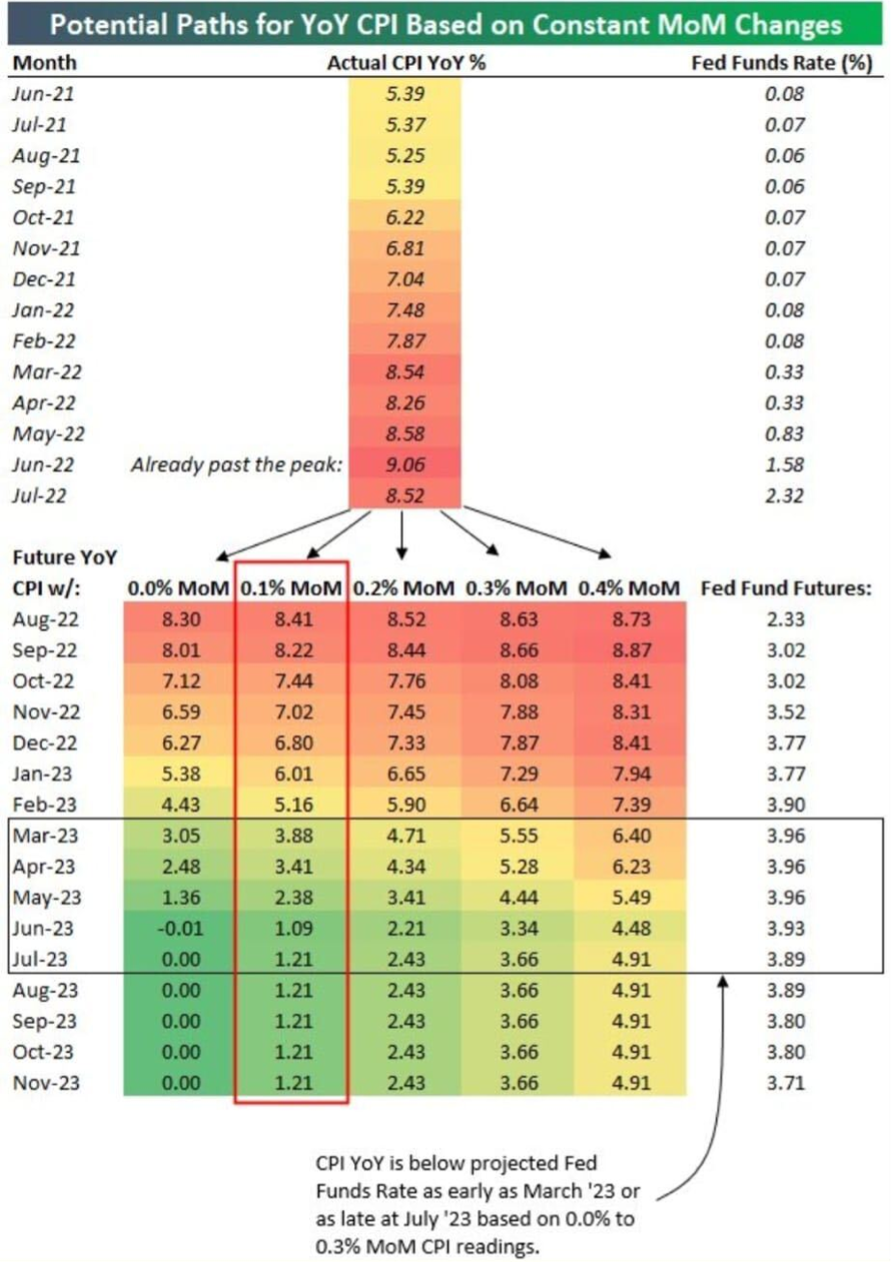 Potential Paths for YoY CPI Based on Constant MoM Changes
Month Actual CPI YoY % Fed Funds Rate (%)
Jun-21 5.39 0.08
Jul-21 5.37 0.07
Aug-21 5.25 0.06
Sep-21 5.39 0.06
Oct-21 6.22 0.07
Nov-21 6.81 0.07
Dec-21 7.04 0.07
Jan-22 7.48 0.08
Feb-22 7.87 0.08
Mar-22 8.54 0.33
Apr-22 8.26 0.33
May-22 8.58 0.83
Jun-22 Already past the peak: 9.06 1.58
Jul-22 8.52 2.32
Future YoY
CPI w/: 0.0% MoM 0.1% MoM 0.2% MoM 0.3% MoM 0.4% MoM Fed Fund Futures:
Aug-22 8.30 8.41 8.52 8.63 8.73 2.33
Sep-22 8.01 8.22 8.44 8.66 8.87 3.02
Oct-22 7.12 7.44 7.76 8.08 8.41 3.02
Nov-22 6.59 7.02 7.45 7.88 8.31 3.52
Dec-22 6.27 6.80 7.33 7.87 8.41 3.77
Jan-23 5.38 6.01 6.65 7.29 7.94 3.77
Feb-23 4.43 5.16 5.90 6.64 7.39 3.90
Mar-23 3.05 3.88 4.71 5.55 6.40 3.96
Apr-23 2.48 3.41 4.34 5.28 6.23 3.96
May-23 1.36 2.38 3.41 4.44 5.49 3.96
Jun-23 -0.01 1.09 2.21 3.34 4.48 3.93
Jul-23 0.00 1.21 2.43 3.66 4.91 3.89
Aug-23 0.00 1.21 2.43 3.66 4.91 3.89
Sep-23 0.00 1.21 2.43 3.66 4.91 3.80
Oct-23 0.00 1.21 2.43 3.66 4.91 3.80
Nov-23 0.00 1.21 2.43 3.66 4.91 3.71
CPI YoY is below projected Fed
Funds Rate as early as March '23 or
as late at July '23 based on 0.0% to
0.3% MoM CPI readings.